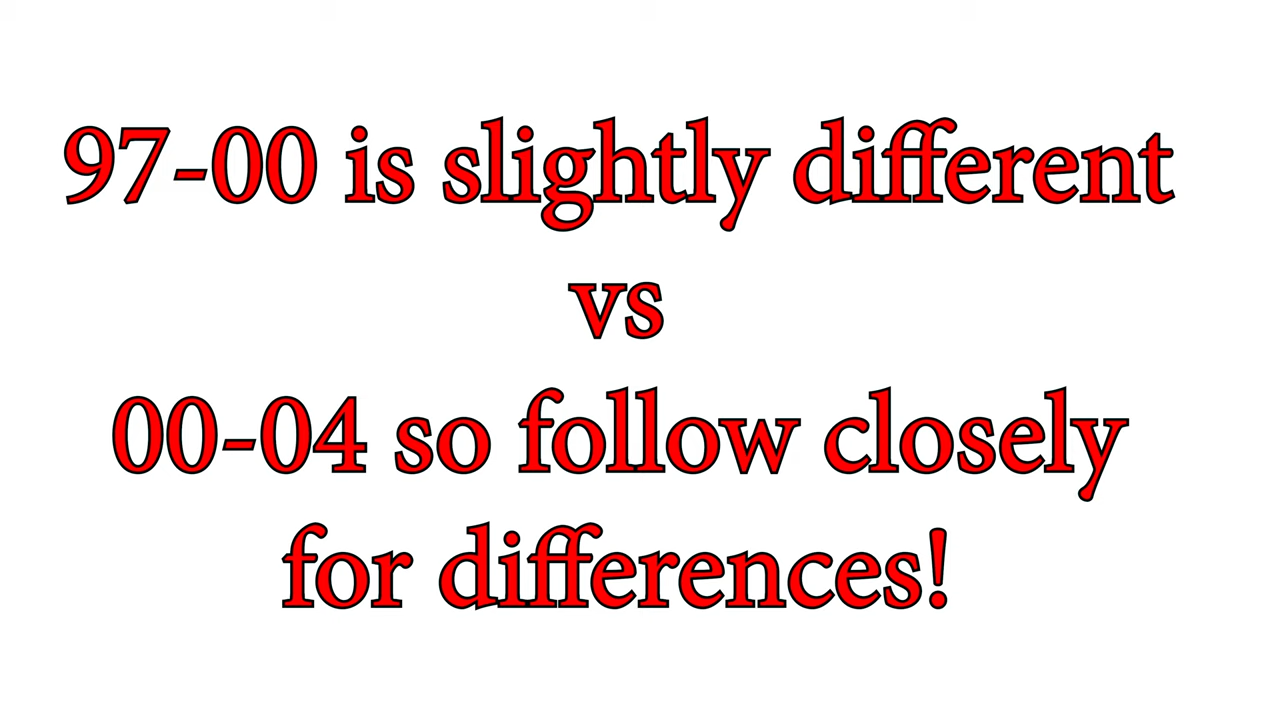 97-00 is slightly different
vs
00-04 so follow closely
for differences!